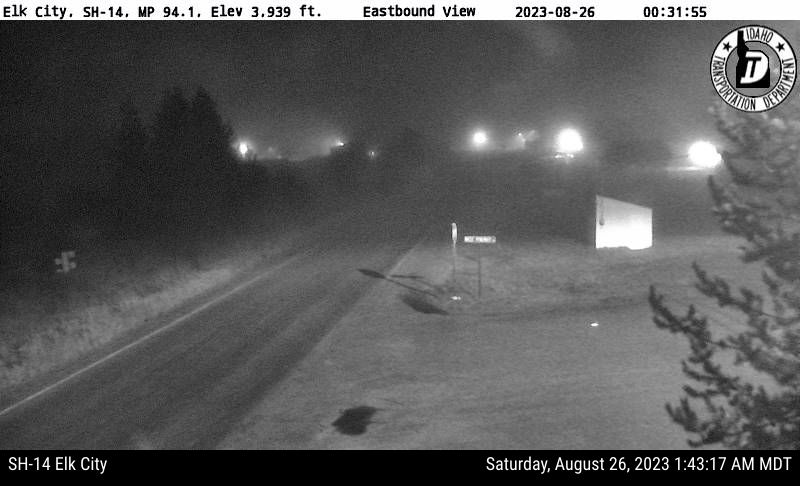 Elk City, SH-14, MP 94.1, Elev 3,939 ft. Eastbound View 2023-08-26 00:31:55
IDAHO
TRANSPORTATION DEPARTMENT
SH-14 Elk City Saturday, August 26, 2023 1:43:17 AM MDT